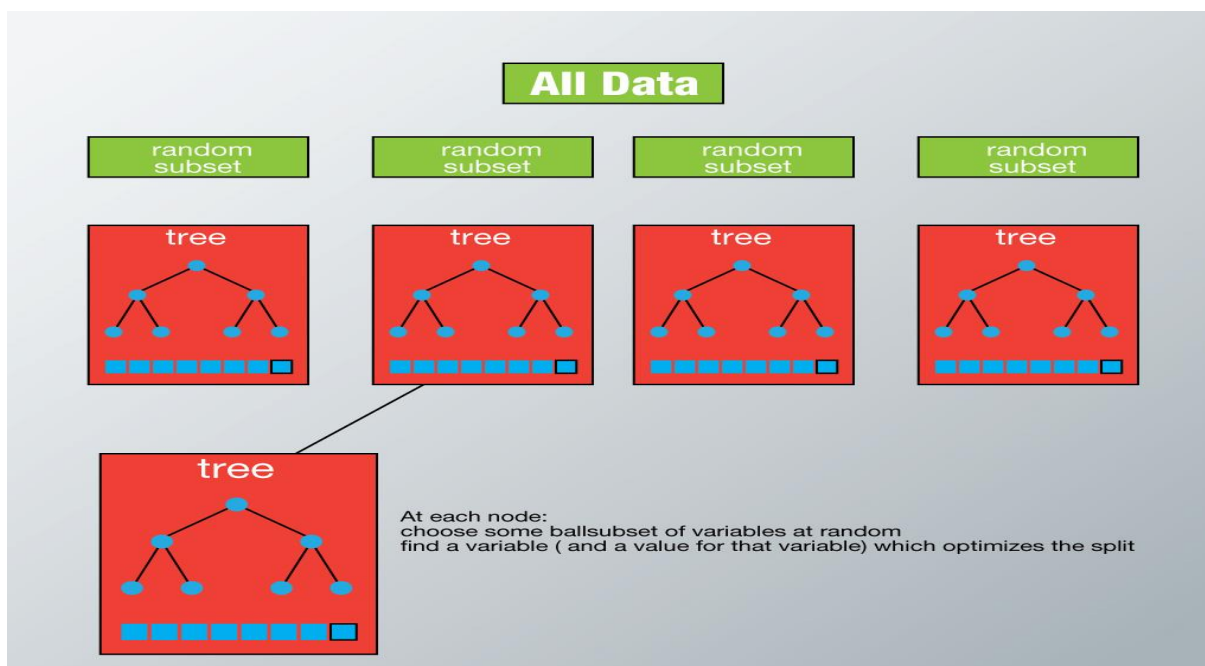 All Data
random
subset
random
subset
random
subset
random
subset
tree
tree
tree
tree
tree
At each node:
choose some ballsubset of variables at random
find a variable ( and a value for that variable) which optimizes the split